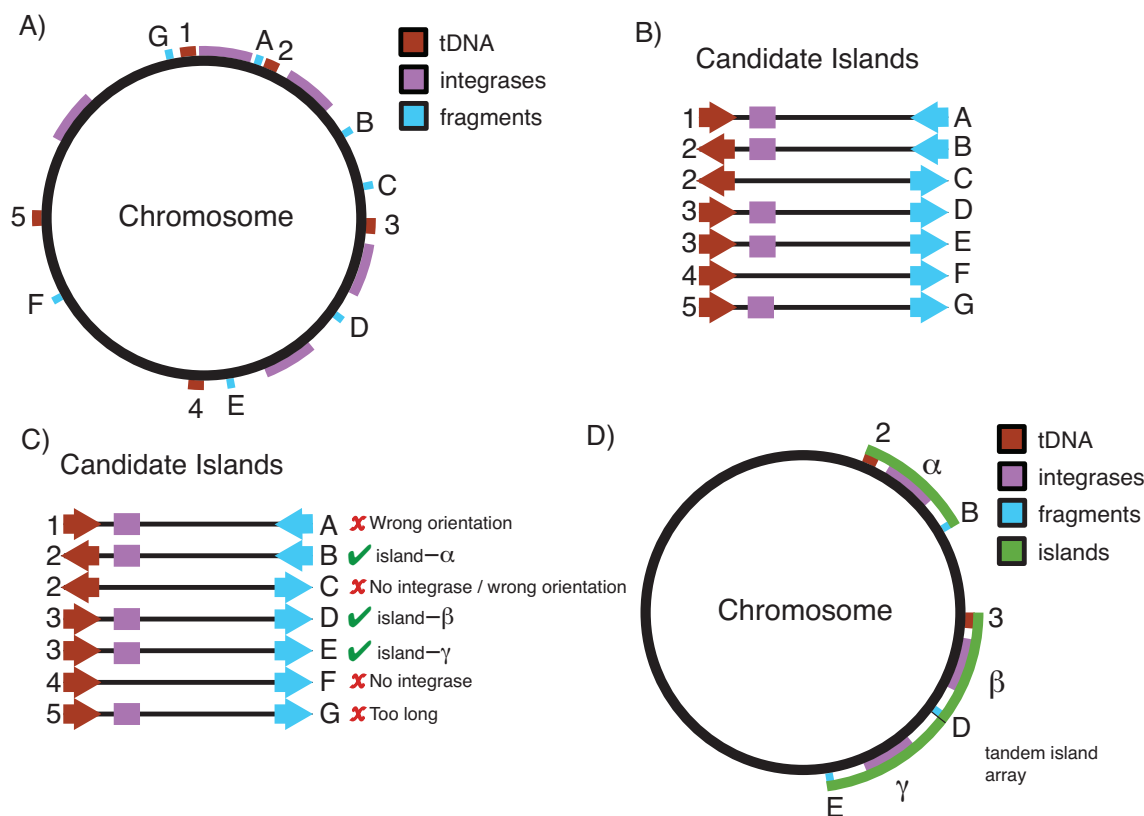 A)
G 1 A 2
B
C
3
D
E
4
F
5
Chromosome
tDNA
integrases
fragments
B)
Candidate Islands
1 A
2 B
2 C
3 D
3 E
4 F
5 G
C)
Candidate Islands
1 A ✘ Wrong orientation
2 B ✔ island–α
2 C ✘ No integrase / wrong orientation
3 D ✔ island–β
3 E ✔ island–γ
4 F ✘ No integrase
5 G ✘ Too long
D)
2
α
B
3
β
D
γ
E
Chromosome
tandem island
array
tDNA
integrases
fragments
islands